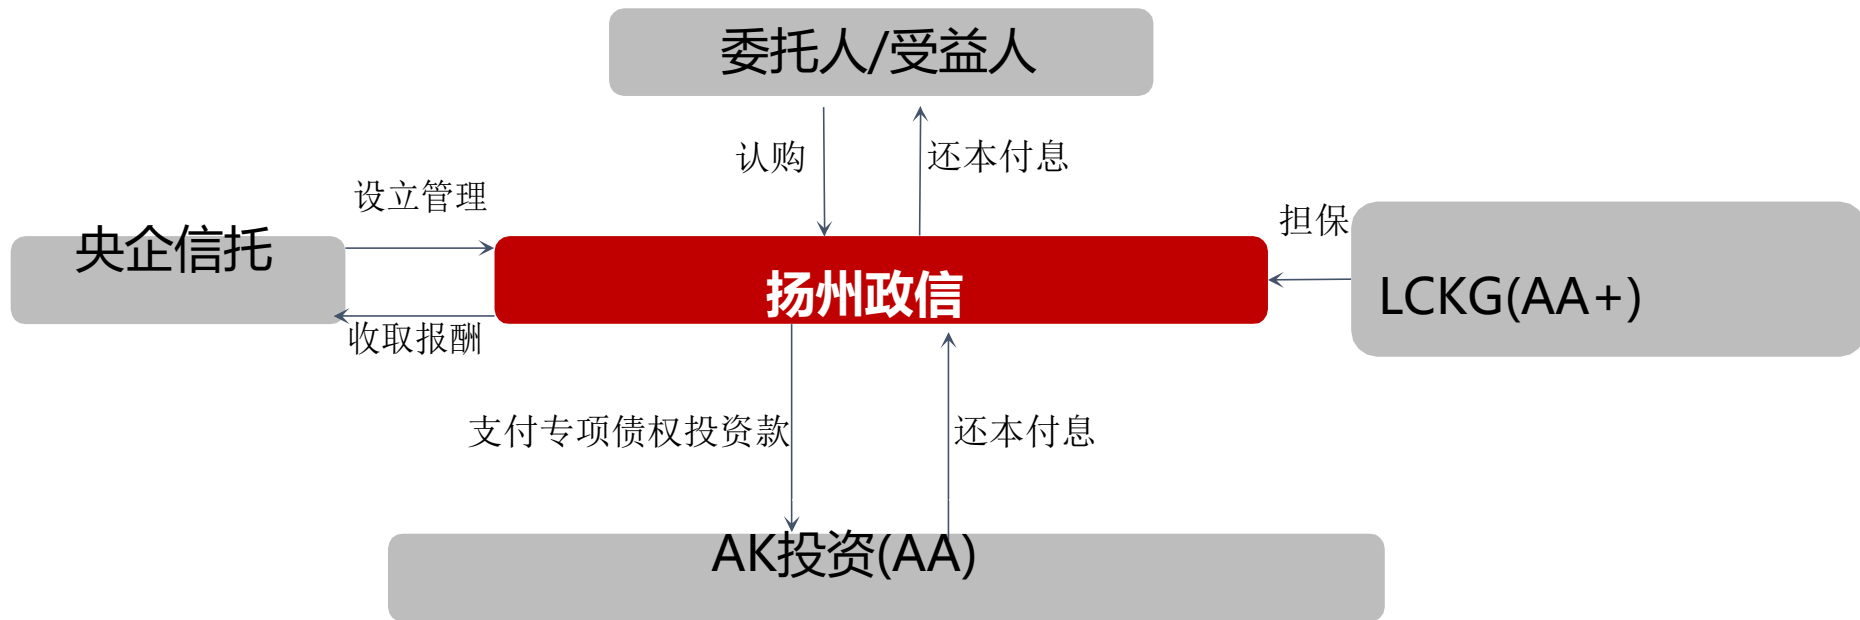 委托人/受益人
认购
还本付息
设立管理
担保
央企信托
扬州政信
LCKG(AA+)
收取报酬
支付专项债权投资款
还本付息
AK投资(AA)